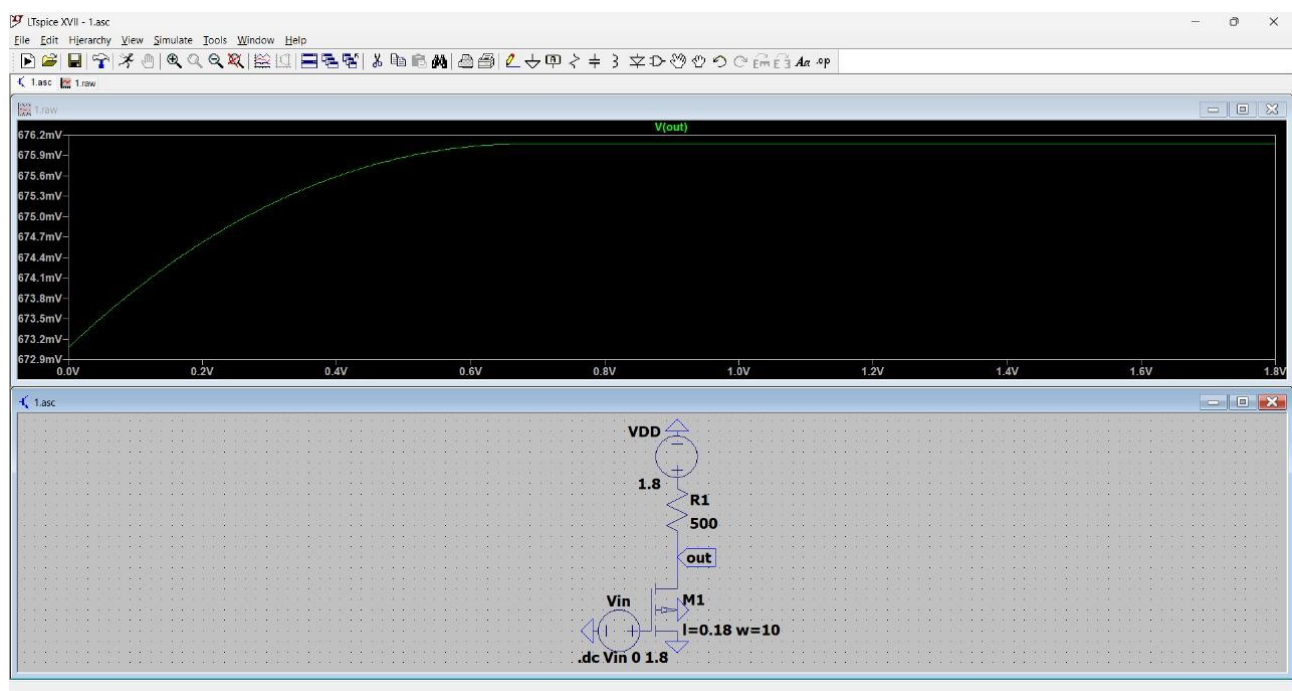 LTspice XVII - 1.asc
File Edit Hierarchy View Simulate Tools Window Help
Aa .op
1.asc 1.raw
1.raw
V(out)
676.2mV
675.9mV
675.6mV
675.3mV
675.0mV
674.7mV
674.4mV
674.1mV
673.8mV
673.5mV
673.2mV
672.9mV
0.0V 0.2V 0.4V 0.6V 0.8V 1.0V 1.2V 1.4V 1.6V 1.8V
1.asc
VDD
1.8
R1
500
out
Vin
M1
l=0.18 w=10
.dc Vin 0 1.8